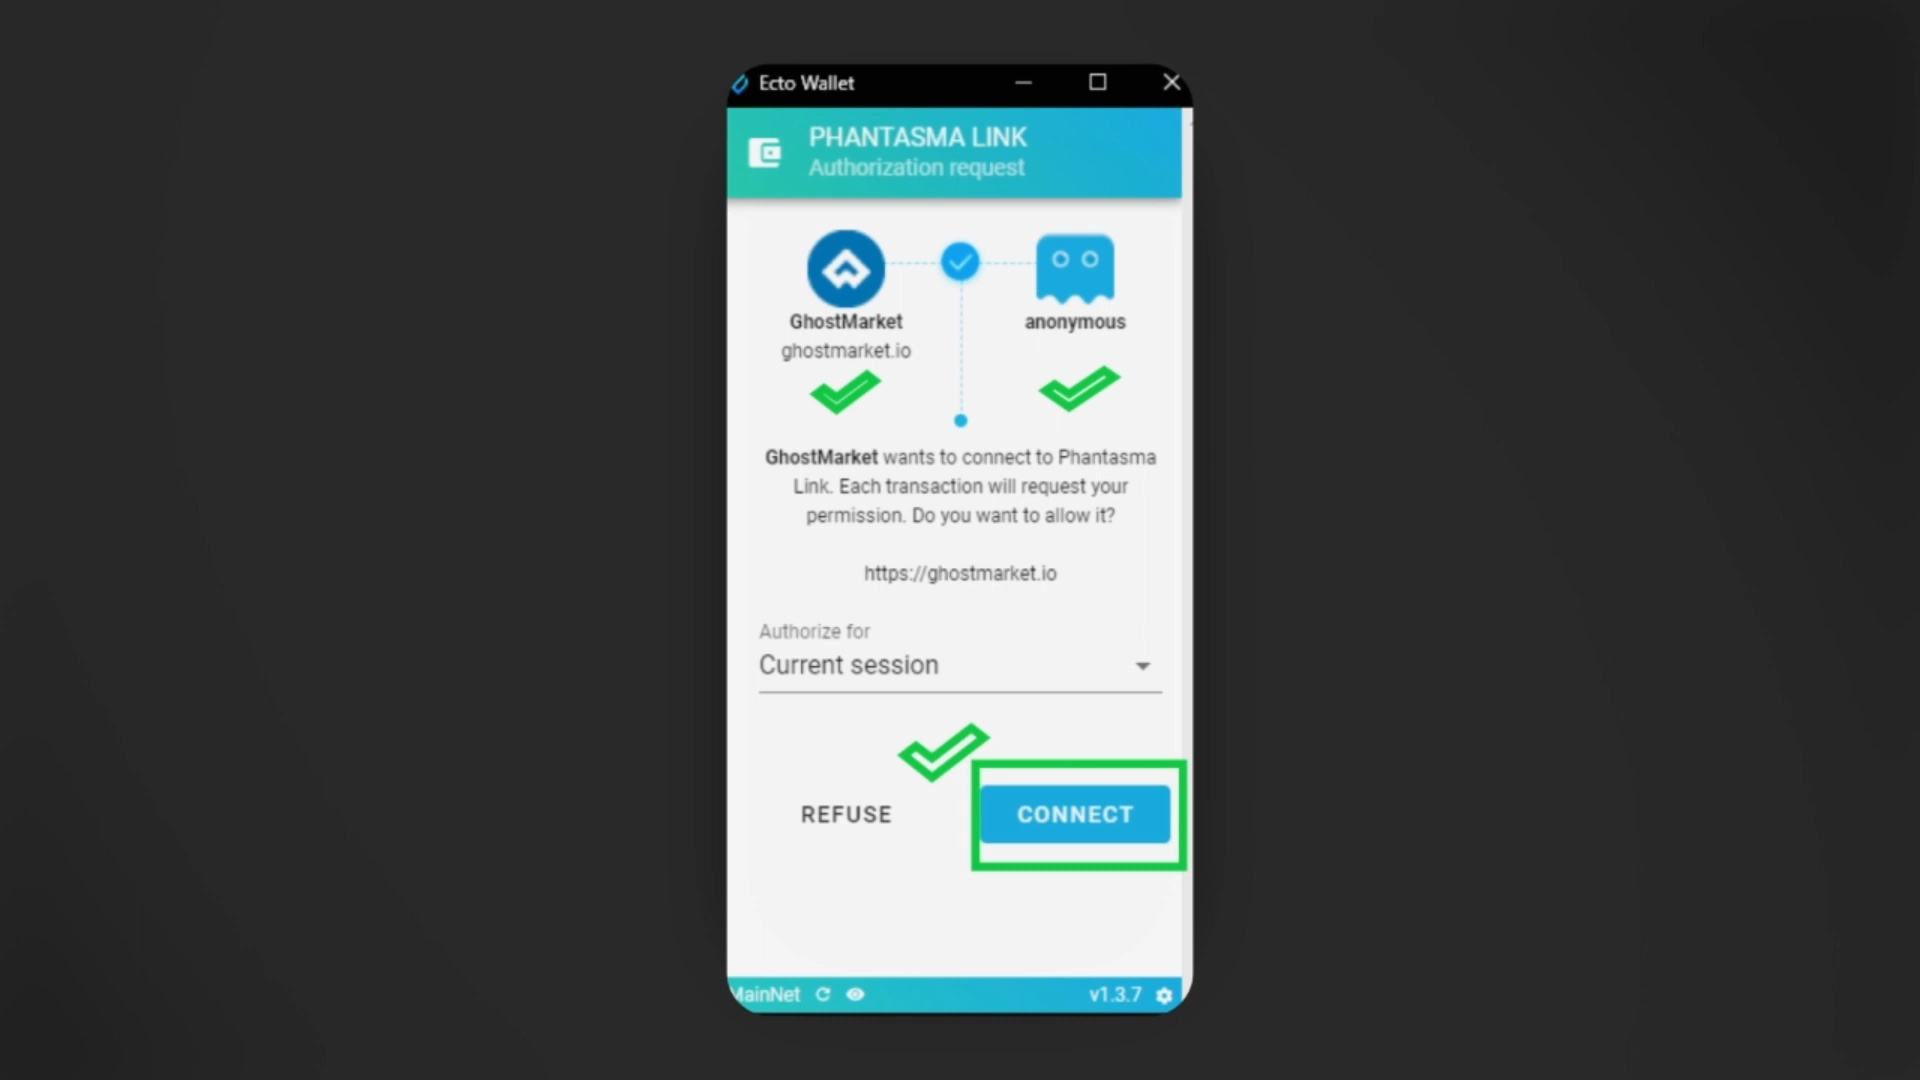 Ecto Wallet
PHANTASMA LINK
Authorization request
GhostMarket
ghostmarket.io
anonymous
GhostMarket wants to connect to Phantasma
Link. Each transaction will request your
permission. Do you want to allow it?
https://ghostmarket.io
Authorize for
Current session
REFUSE
CONNECT
MainNet
v1.3.7